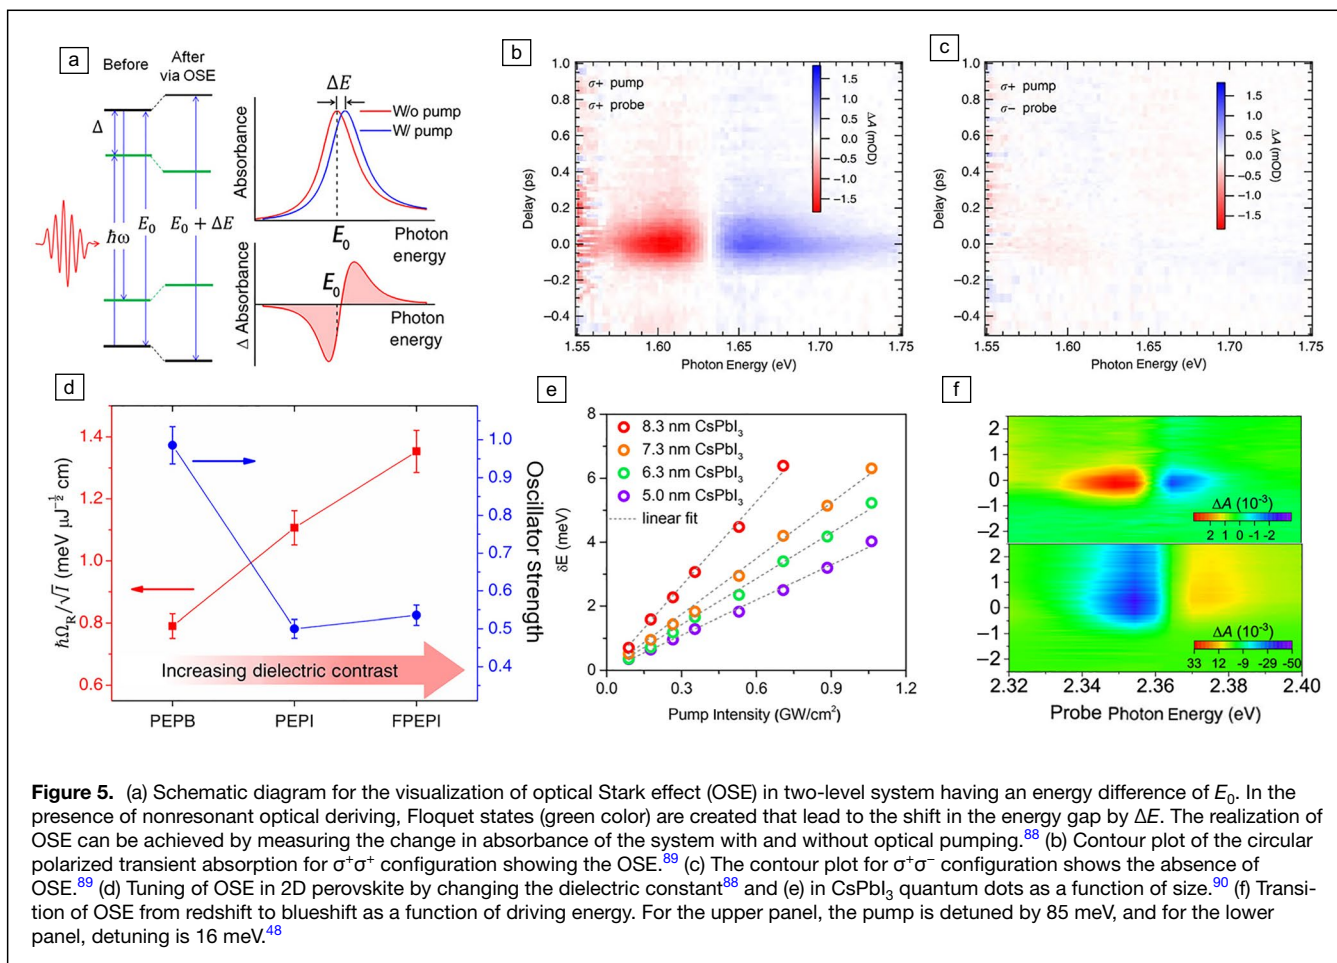 a
Before
After
via OSE
Δ
ħω
E0
E0 + ΔE
ΔE
W/o pump
W/ pump
Absorbance
E0
Photon
energy
Δ Absorbance
E0
Photon
energy
b
σ+ pump
σ+ probe
1.5
1.0
0.5
0.0
−0.5
−1.0
−1.5
ΔA (mOD)
Delay (ps)
1.0
0.8
0.6
0.4
0.2
0.0
−0.2
−0.4
1.55 1.60 1.65 1.70 1.75
Photon Energy (eV)
c
σ+ pump
σ− probe
1.5
1.0
0.5
0.0
−0.5
−1.0
−1.5
ΔA (mOD)
Delay (ps)
1.0
0.8
0.6
0.4
0.2
0.0
−0.2
−0.4
1.55 1.60 1.65 1.70 1.75
Photon Energy (eV)
d
ħΩR/√I (meV μJ−½ cm)
1.4
1.2
1.0
0.8
0.6
1.0
0.9
0.8
0.7
0.6
0.5
0.4
Oscillator strength
Increasing dielectric contrast
PEPB PEPI FPEPI
e
8.3 nm CsPbI3
7.3 nm CsPbI3
6.3 nm CsPbI3
5.0 nm CsPbI3
linear fit
δE (meV)
8
6
4
2
0
0.0 0.3 0.6 0.9 1.2
Pump Intensity (GW/cm2)
f
2
1
0
-1
-2
ΔA (10-3)
2 1 0 -1 -2
2
1
0
-1
-2
ΔA (10-3)
33 12 -9 -29 -50
2.32 2.34 2.36 2.38 2.40
Probe Photon Energy (eV)
Figure 5. (a) Schematic diagram for the visualization of optical Stark effect (OSE) in two-level system having an energy difference of E0. In the
presence of nonresonant optical deriving, Floquet states (green color) are created that lead to the shift in the energy gap by ΔE. The realization of
OSE can be achieved by measuring the change in absorbance of the system with and without optical pumping.88 (b) Contour plot of the circular
polarized transient absorption for σ+σ+ configuration showing the OSE.89 (c) The contour plot for σ+σ− configuration shows the absence of
OSE.89 (d) Tuning of OSE in 2D perovskite by changing the dielectric constant88 and (e) in CsPbI3 quantum dots as a function of size.90 (f) Transi-
tion of OSE from redshift to blueshift as a function of driving energy. For the upper panel, the pump is detuned by 85 meV, and for the lower
panel, detuning is 16 meV.48